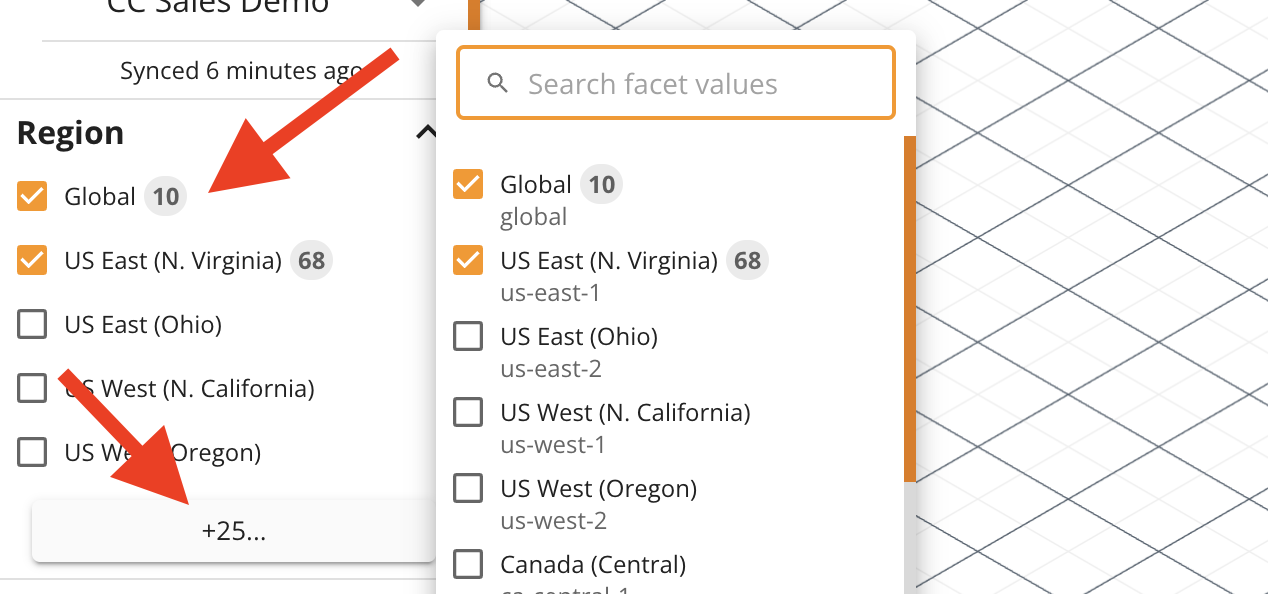 CC Sales Demo
Synced 6 minutes ago
Region
Global 10
US East (N. Virginia) 68
US East (Ohio)
US West (N. California)
US West (Oregon)
+25...
Search facet values
Global 10
global
US East (N. Virginia) 68
us-east-1
US East (Ohio)
us-east-2
US West (N. California)
us-west-1
US West (Oregon)
us-west-2
Canada (Central)
ca-central-1